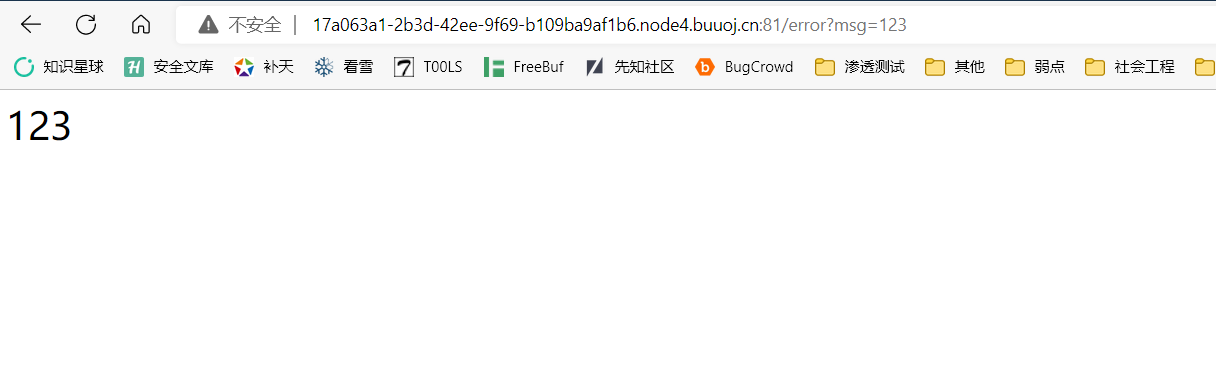 不安全 | 17a063a1-2b3d-42ee-9f69-b109ba9af1b6.node4.buuoj.cn:81/error?msg=123
知识星球 H 安全文库 补天 看雪 7 T00LS FreeBuf 先知社区 b BugCrowd 渗透测试 其他 弱点 社会工程
123